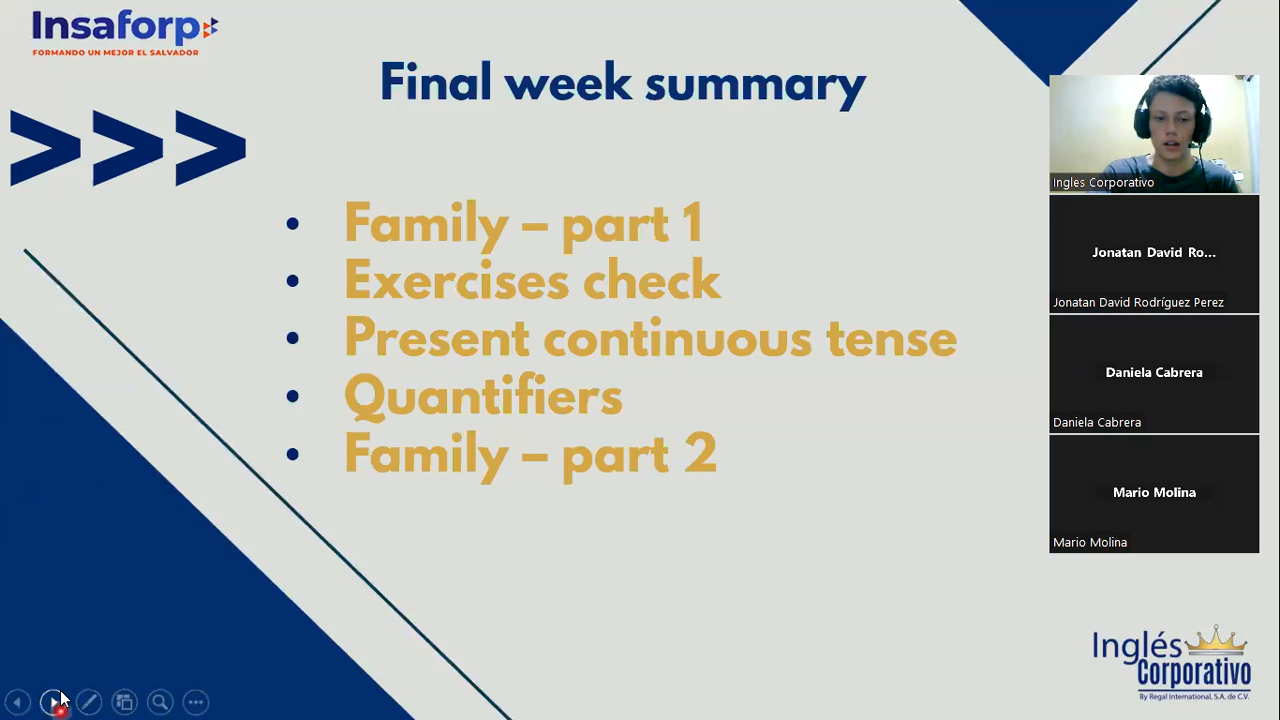 Insaforp
FORMANDO UN MEJOR EL SALVADOR
Final week summary
>>>
• Family – part 1
• Exercises check
• Present continuous tense
• Quantifiers
• Family – part 2
Ingles Corporativo
Jonatan David Ro...
Jonatan David Rodríguez Perez
Daniela Cabrera
Daniela Cabrera
Mario Molina
Mario Molina
Inglés
Corporativo
By Regal International, S.A. de C.V.